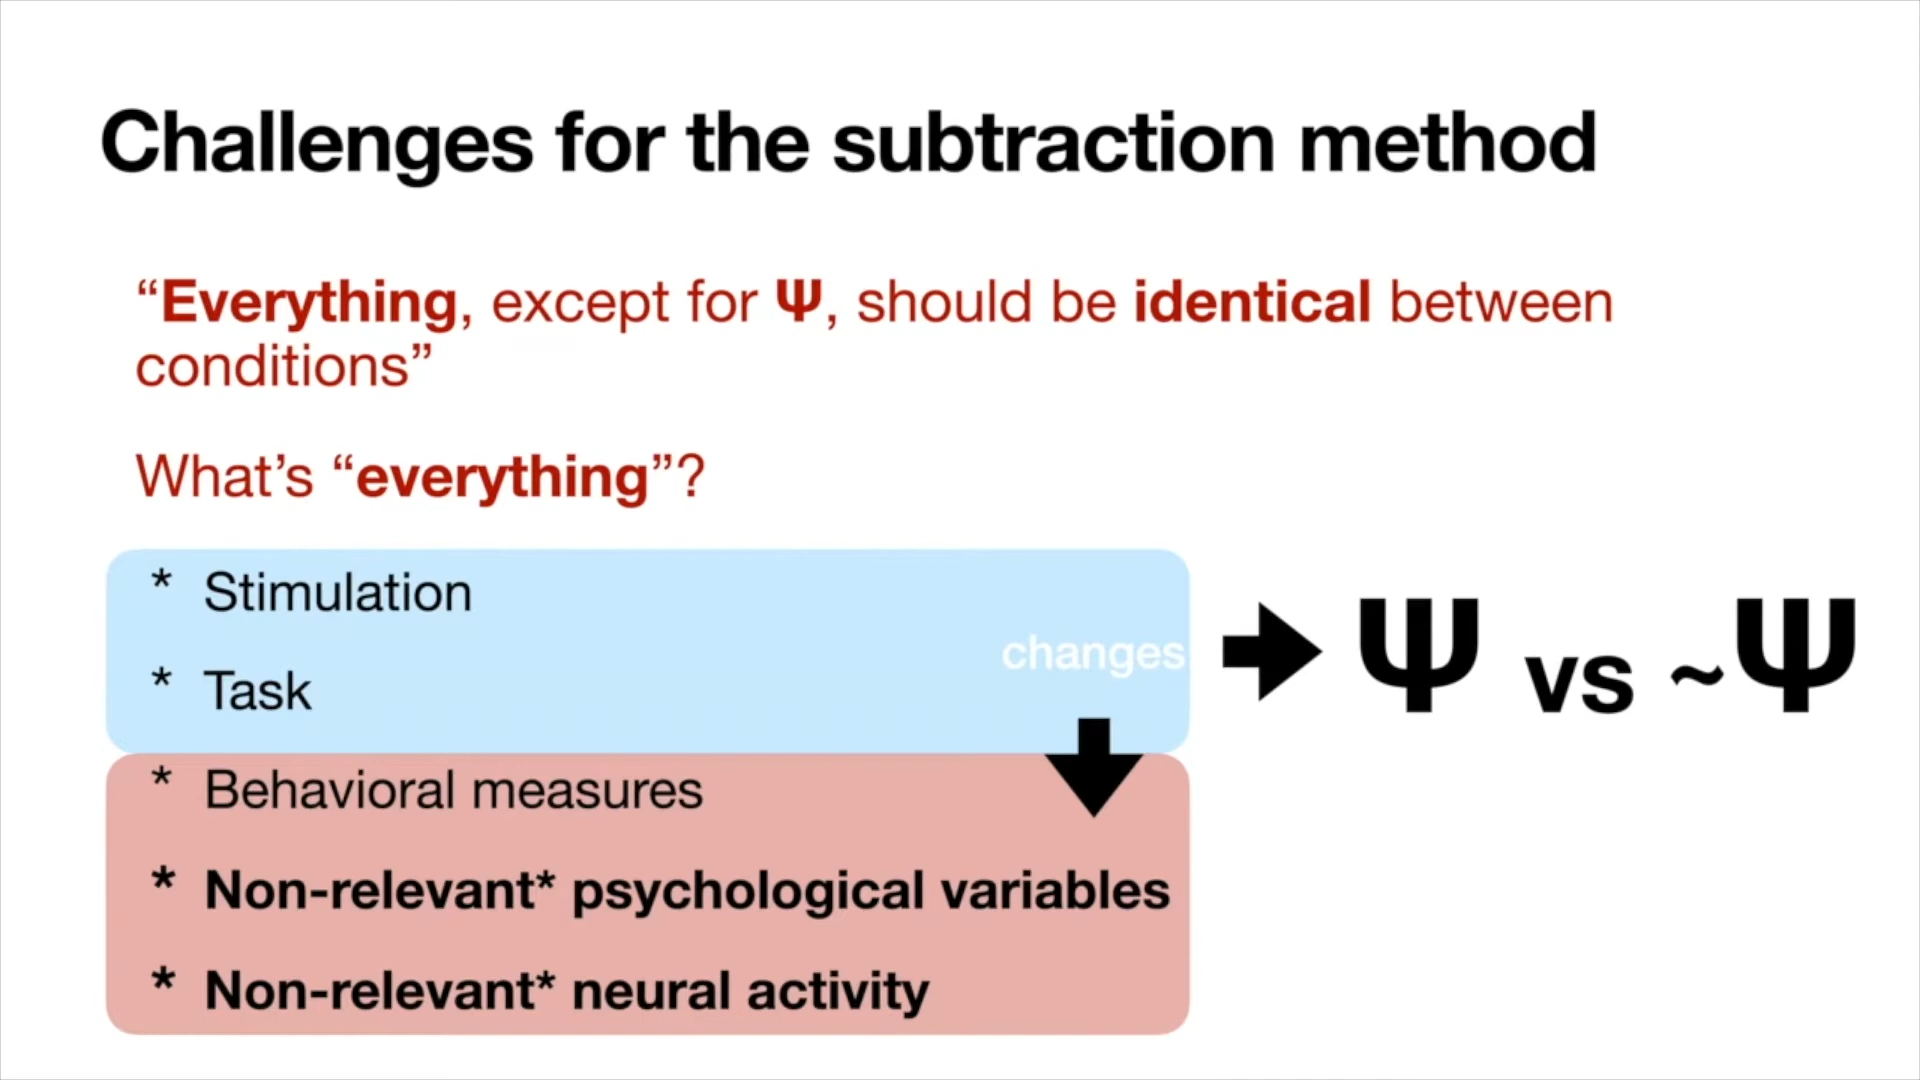 Challenges for the subtraction method
“Everything, except for Ψ, should be identical between
conditions”
What’s “everything”?
* Stimulation
changes
Ψ vs ~Ψ
* Task
* Behavioral measures
* Non-relevant* psychological variables
* Non-relevant* neural activity